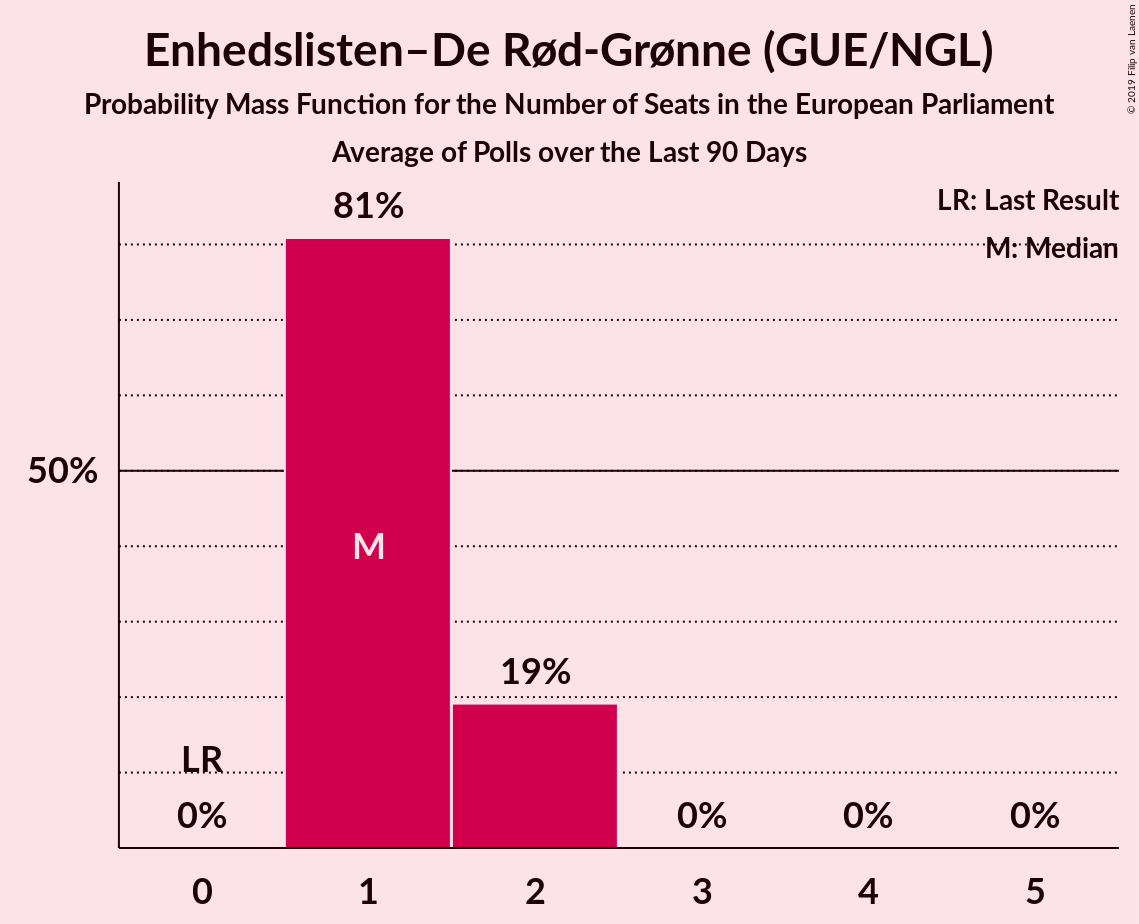 Enhedslisten–De Rød-Grønne (GUE/NGL)
Probability Mass Function for the Number of Seats in the European Parliament
Average of Polls over the Last 90 Days
© 2019 Filip van Laenen
LR: Last Result
M: Median
81%
50%
M
19%
LR
0%
0%
0%
0%
0
1
2
3
4
5